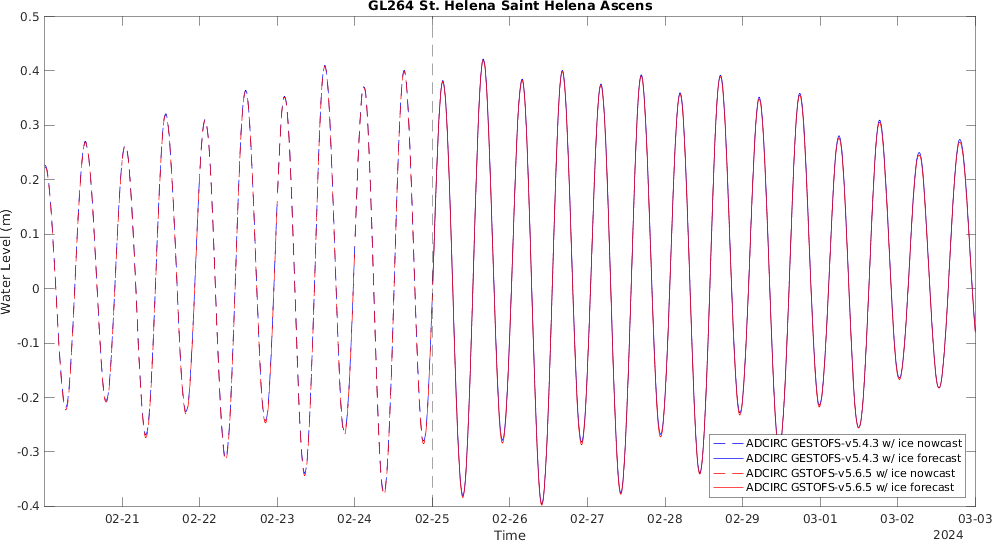 GL264 St. Helena Saint Helena Ascens
0.5
0.4
0.3
0.2
0.1
0
-0.1
-0.2
-0.3
-0.4
Water Level (m)
ADCIRC GESTOFS-v5.4.3 w/ ice nowcast
ADCIRC GESTOFS-v5.4.3 w/ ice forecast
ADCIRC GSTOFS-v5.6.5 w/ ice nowcast
ADCIRC GSTOFS-v5.6.5 w/ ice forecast
02-21 02-22 02-23 02-24 02-25 02-26 02-27 02-28 02-29 03-01 03-02 03-03
Time
2024